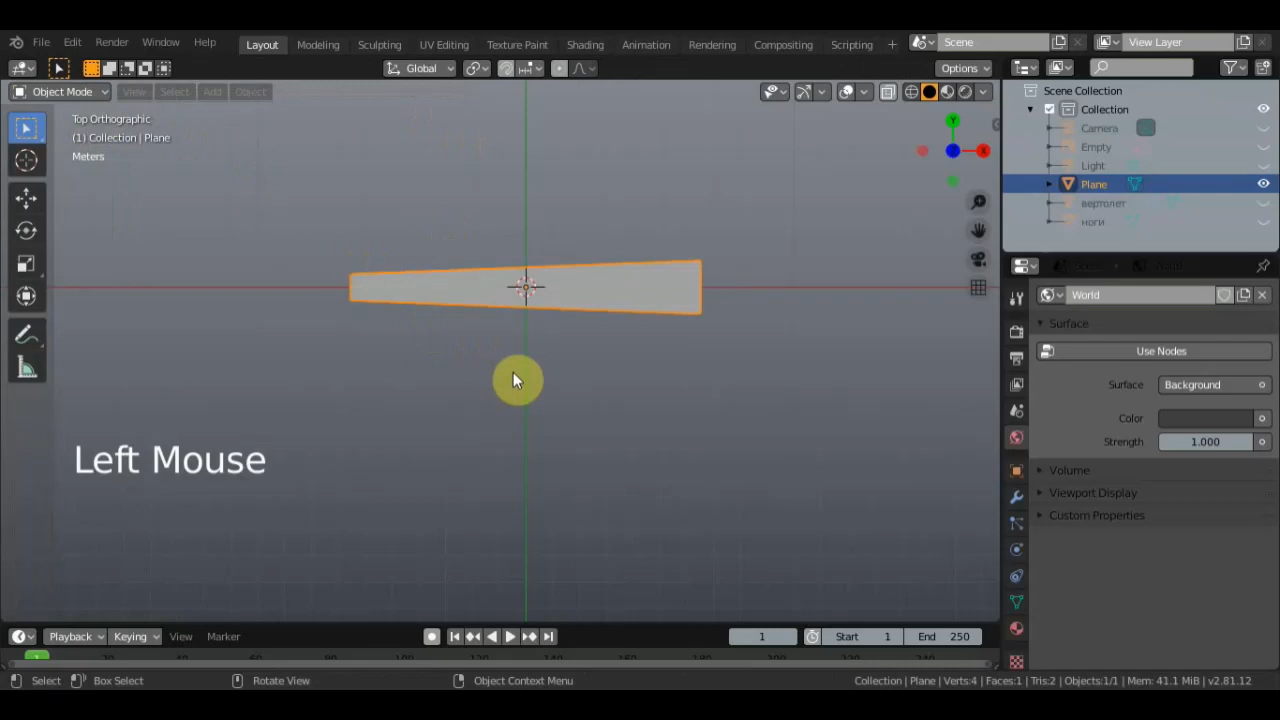 File Edit Render Window Help Layout Modeling Sculpting UV Editing Texture Paint Shading Animation Rendering Compositing Scripting + Scene View Layer
Global Options
Object Mode View Select Add Object
Top Orthographic
(1) Collection | Plane
Meters
Y
X
Scene Collection
Collection
Camera
Empty
Light
Plane
вертолет
ноги
World
Surface
Use Nodes
Surface Background
Color
Strength 1.000
Volume
Viewport Display
Custom Properties
Left Mouse
Playback Keying View Marker 1 Start 1 End 250
1
Select Box Select Rotate View Object Context Menu Collection | Plane | Verts:4 | Faces:1 | Tris:2 | Objects:1/1 | Mem: 41.1 MiB | v2.81.12